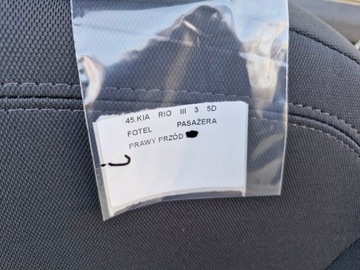 45.KIA RIO III 3 5D
FOTEL PASAŻERA
PRAWY PRZÓD